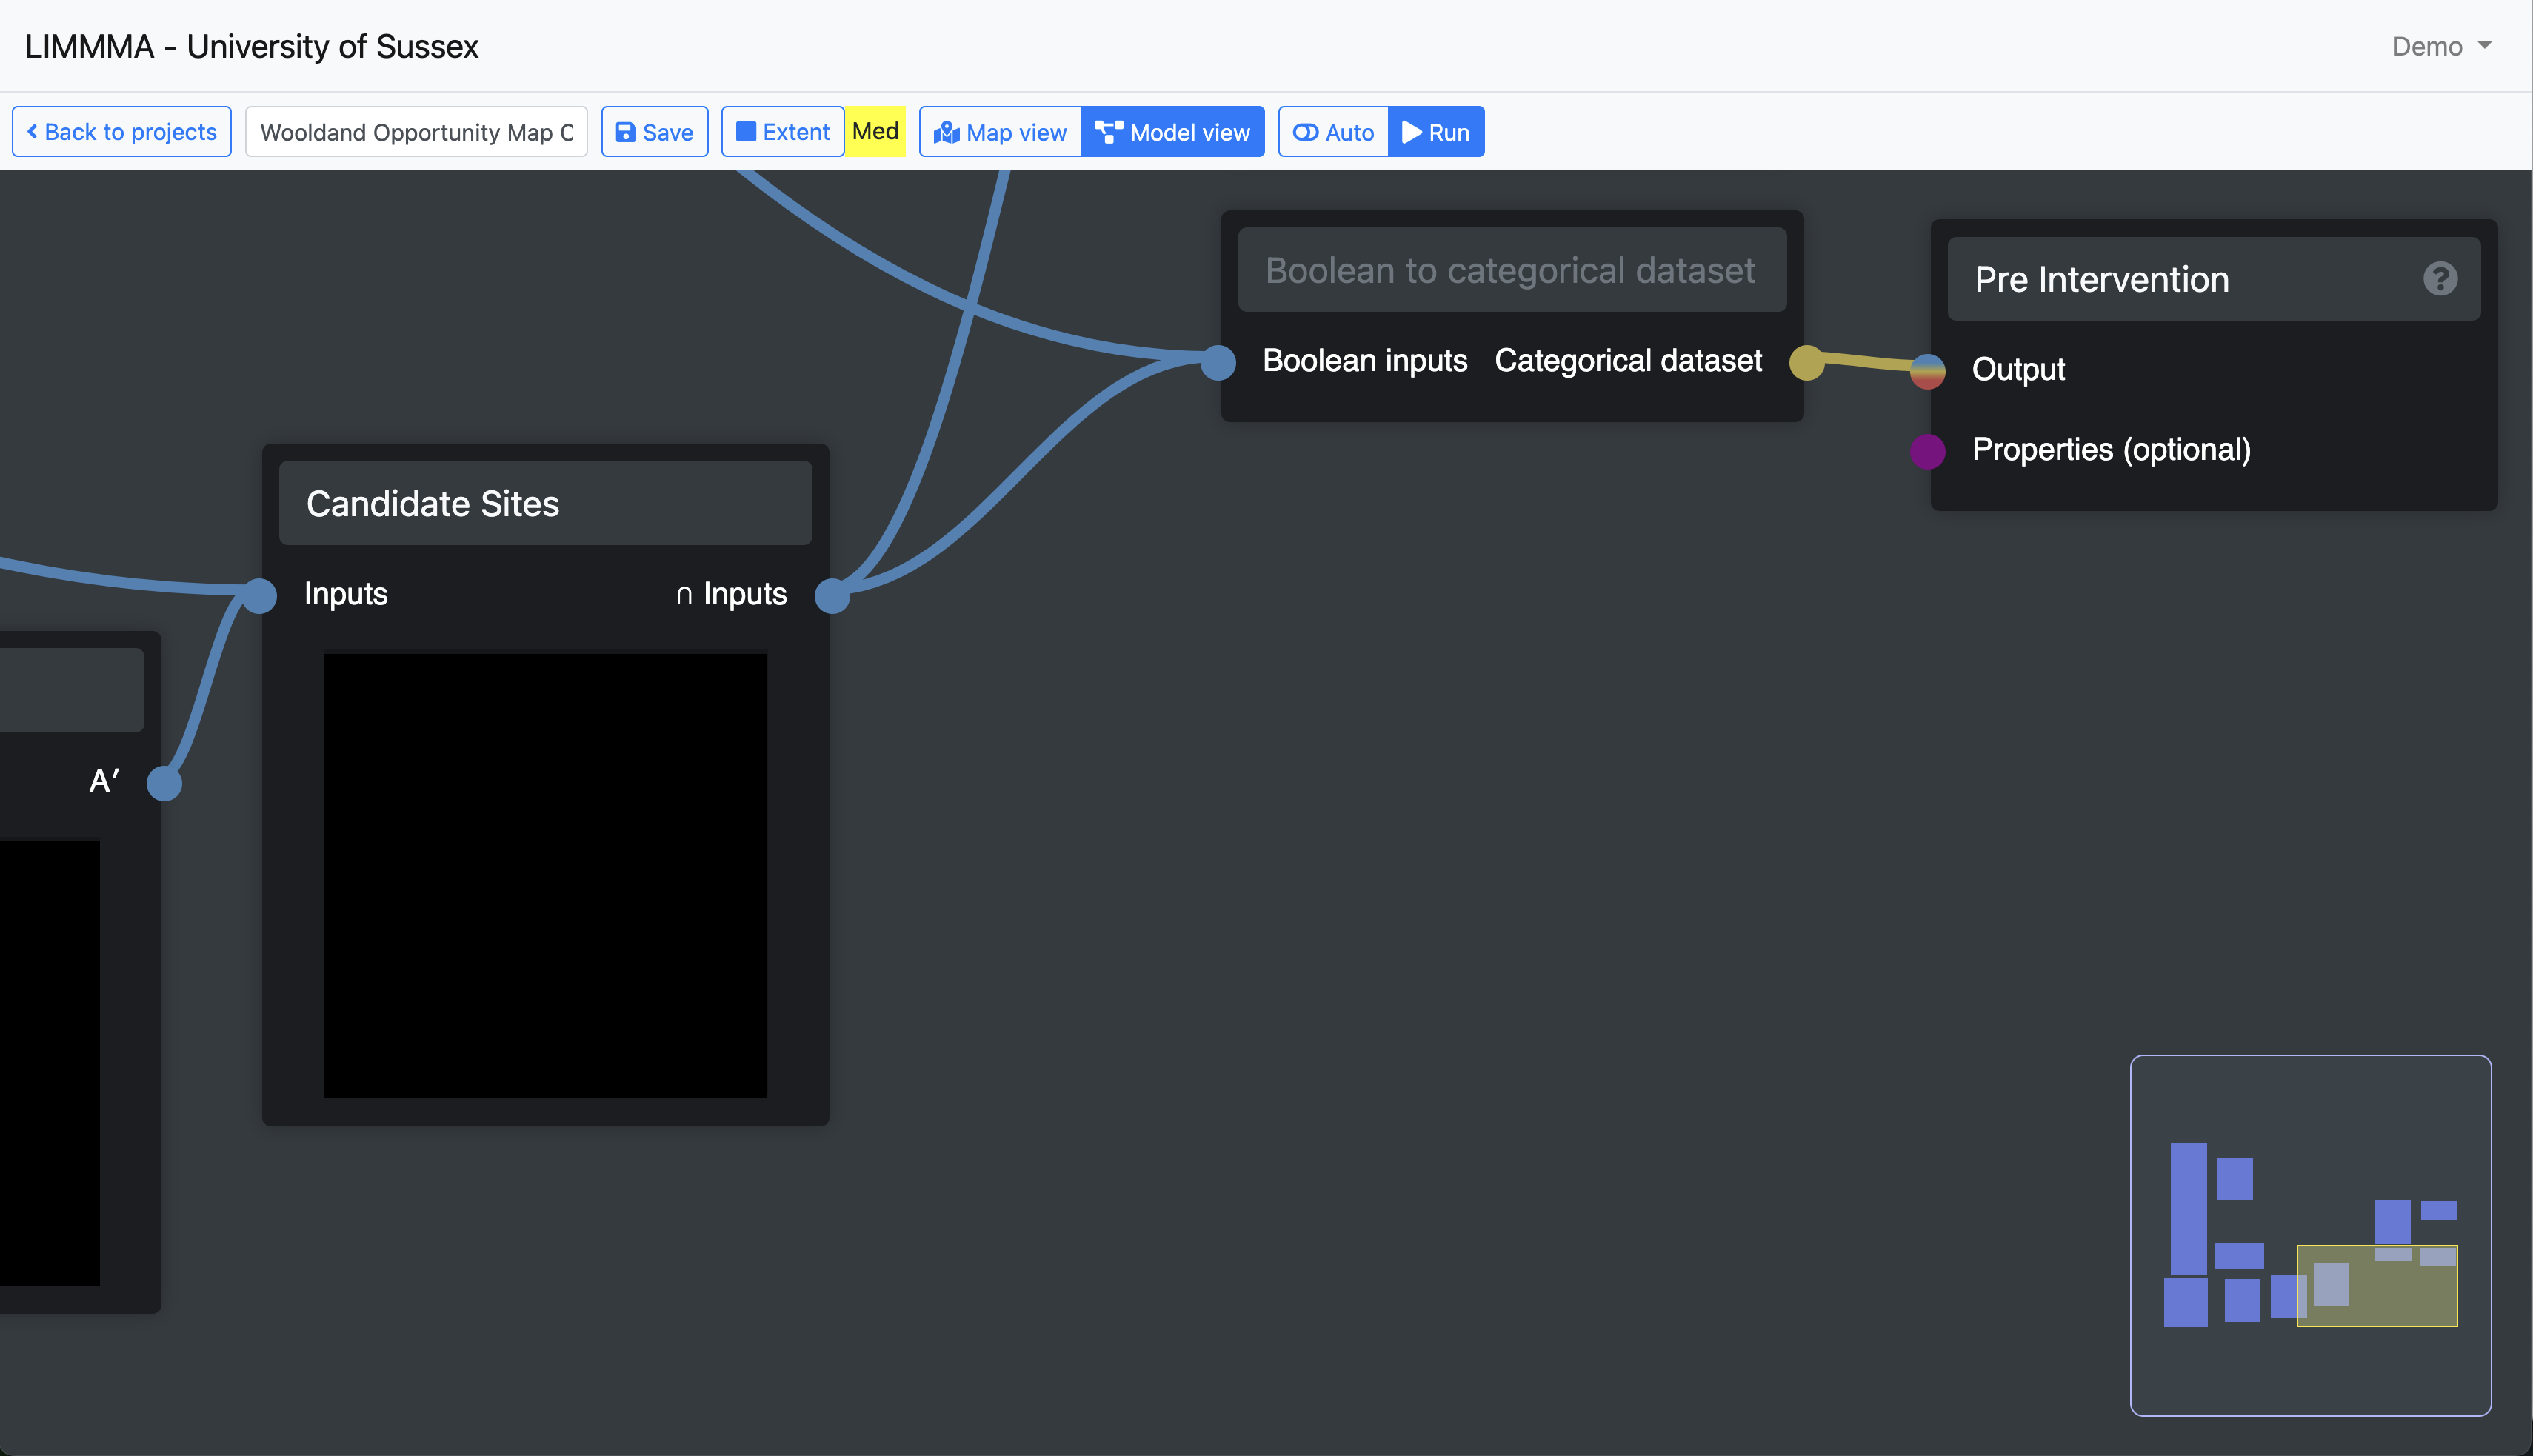 LIMMMA - University of Sussex
Demo
Back to projects
Wooldand Opportunity Map C
Save
Extent
Med
Map view
Model view
Auto
Run
Boolean to categorical dataset
Boolean inputs
Categorical dataset
Pre Intervention
?
Output
Properties (optional)
Candidate Sites
Inputs
∩ Inputs
A′